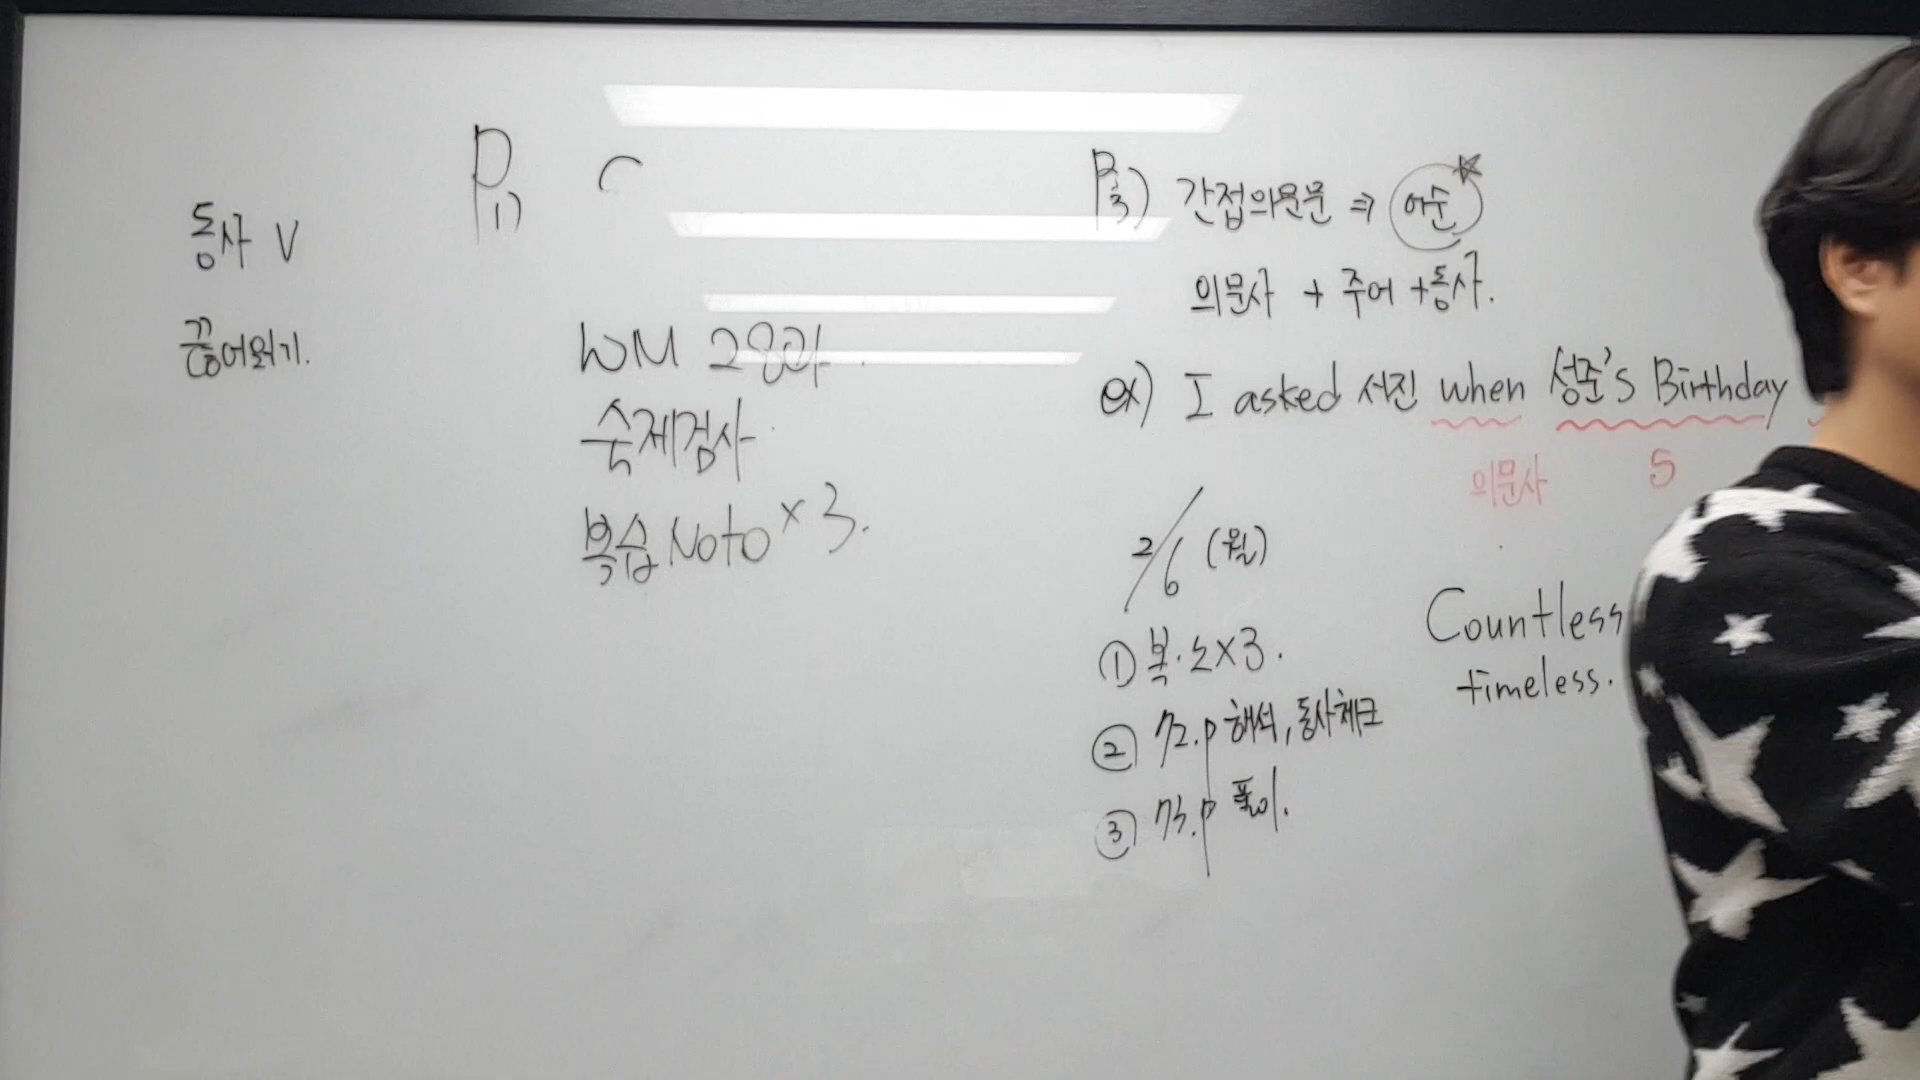 동사 V
끊어읽기.
P.1)
WM 28과
숙제검사
복습 Note × 3.
P.3) 간접의문문 ⇒ 어순
의문사 + 주어 + 동사.
ex) I asked 서진 when 성준's Birthday
의문사 S
2/6 (월)
① 복.노×3.
② 72.p 해석, 동사체크
③ 73.p 풀이.
Countless
timeless.